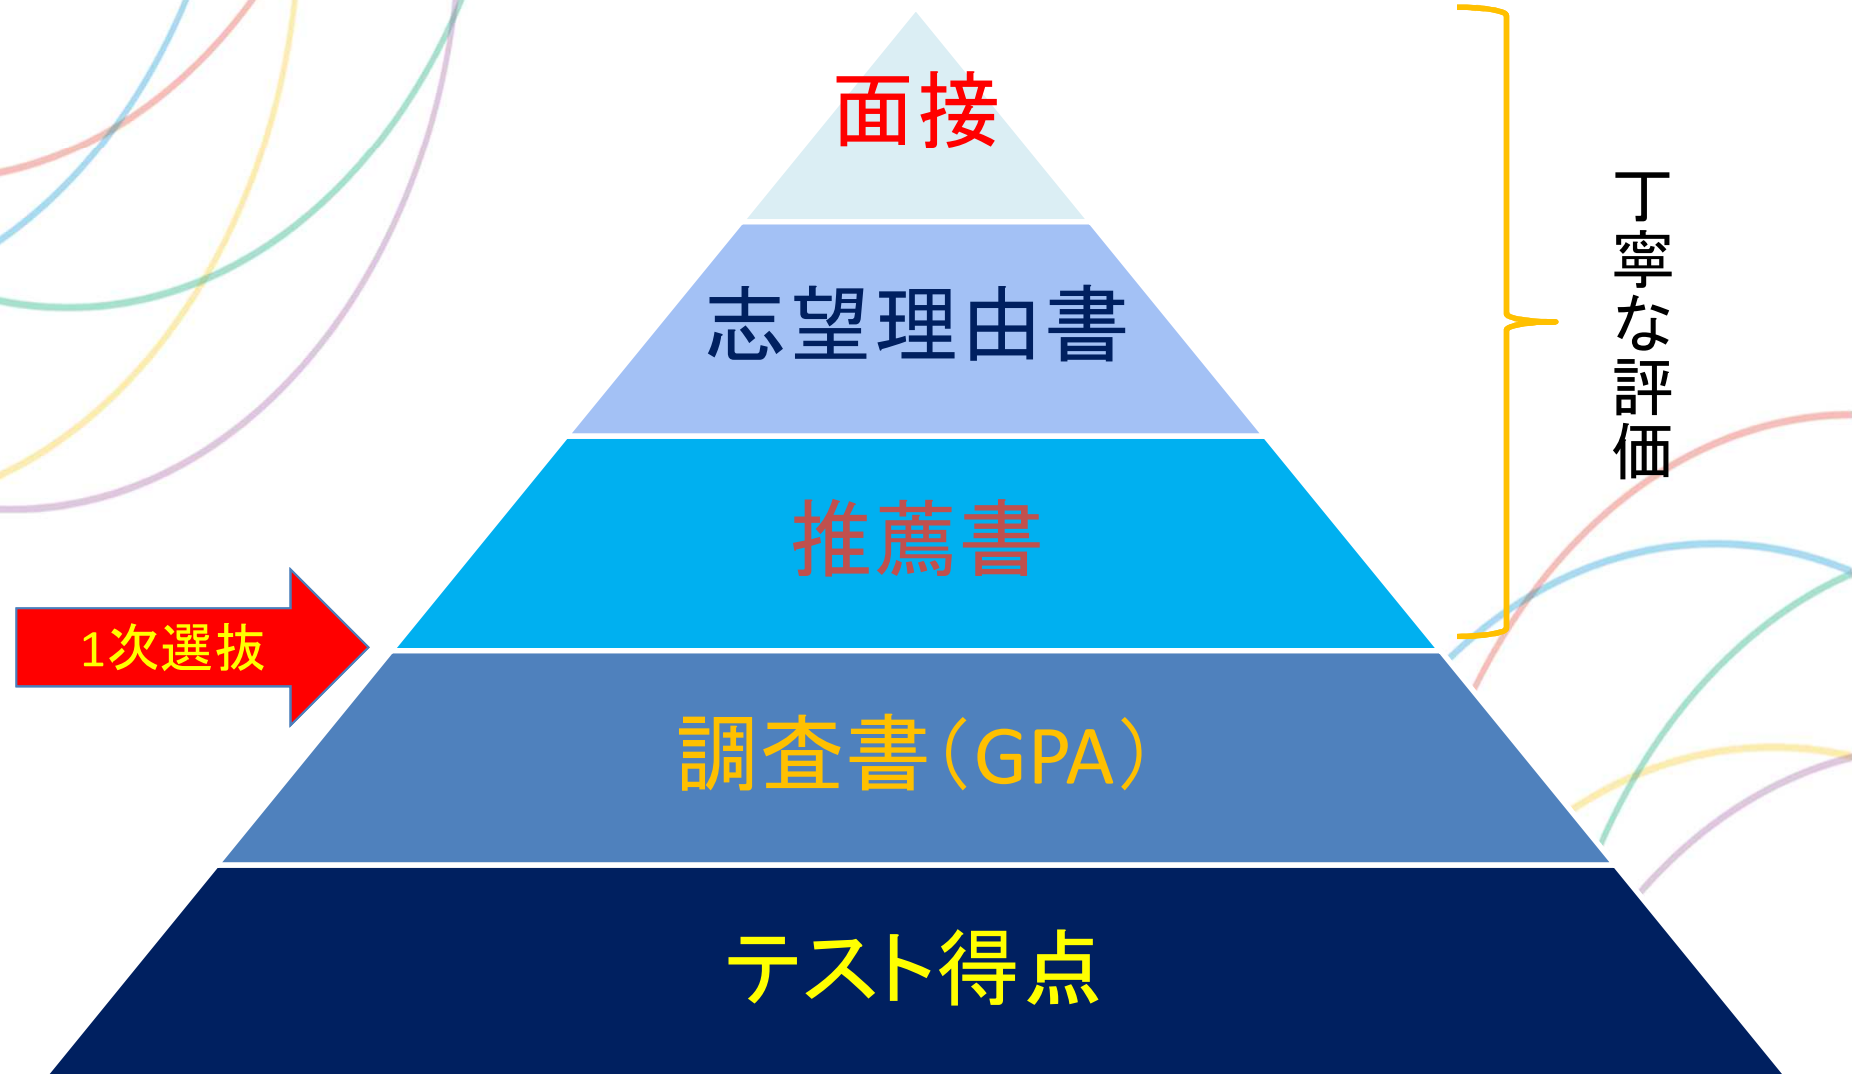 面接
志望理由書
推薦書
調査書（GPA）
テスト得点
1次選抜
丁寧な評価